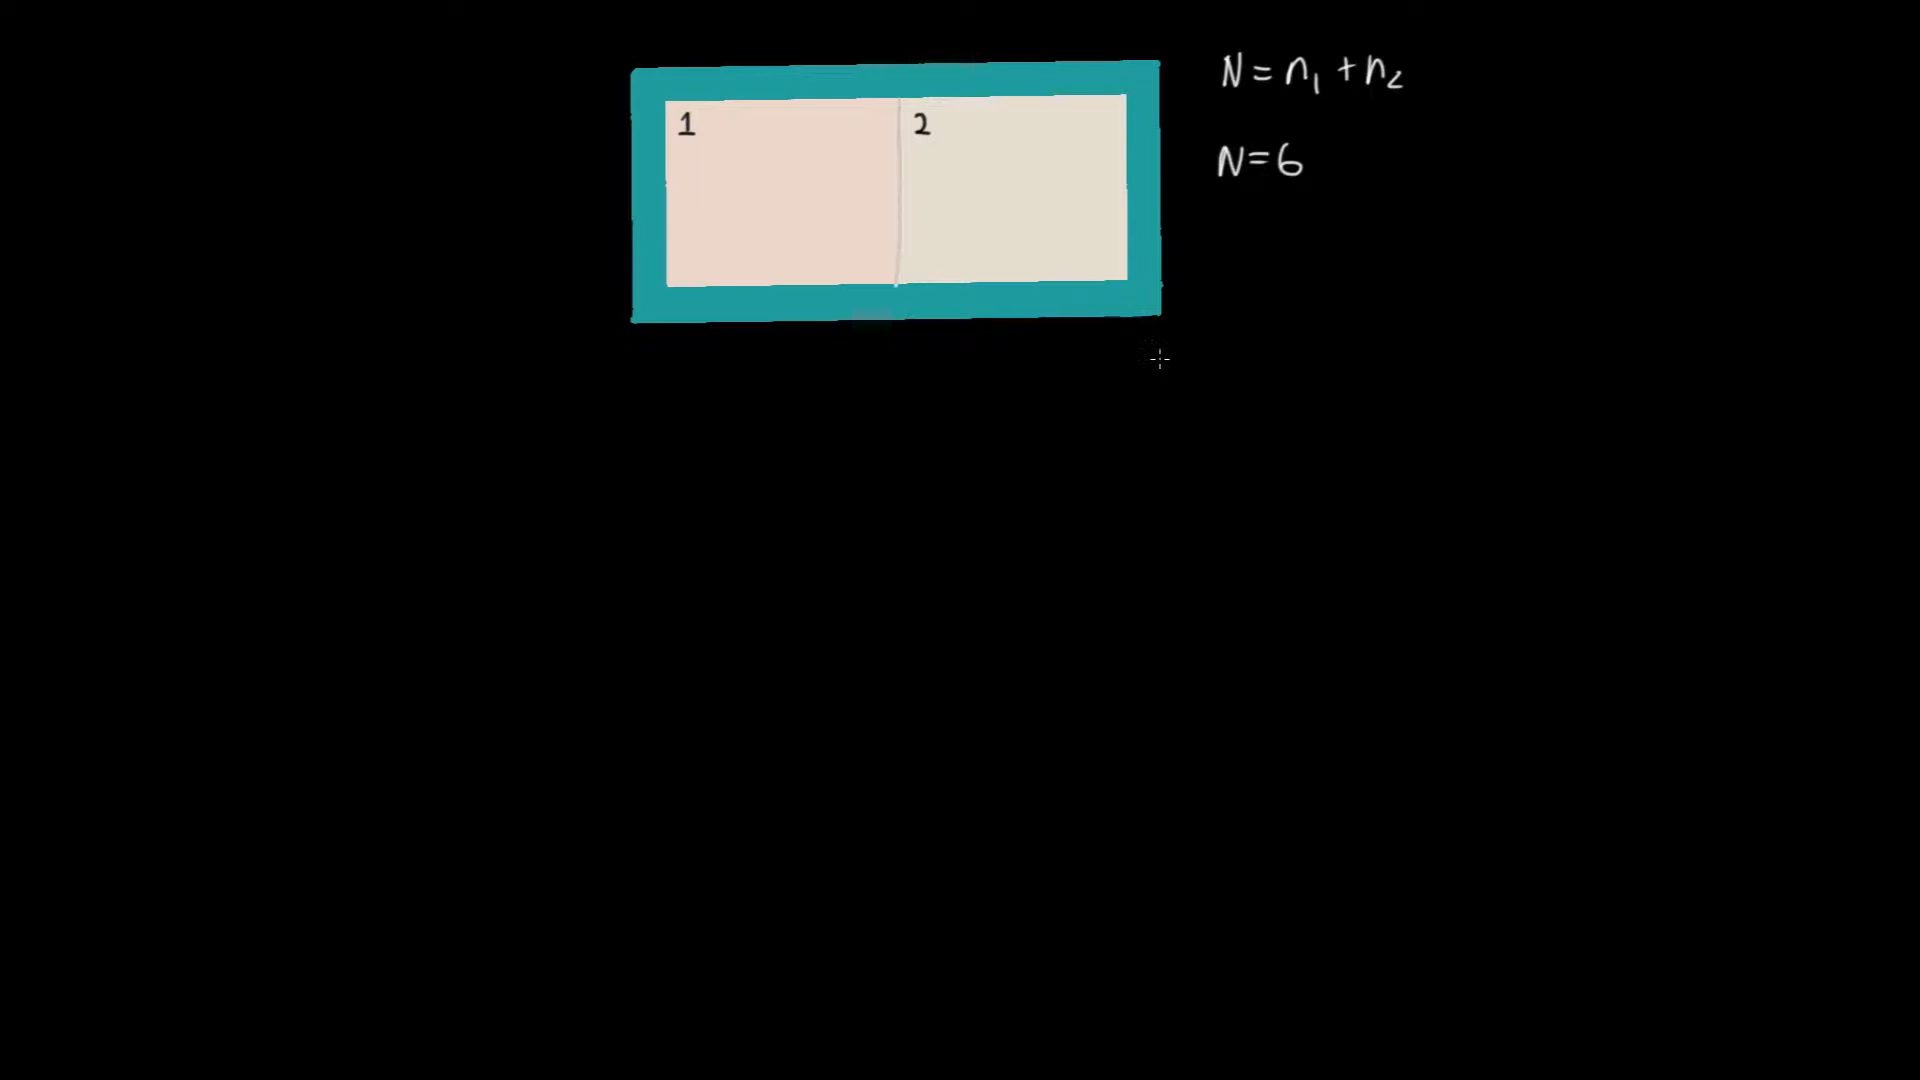 1 2
N = n₁ + n₂
N = 6